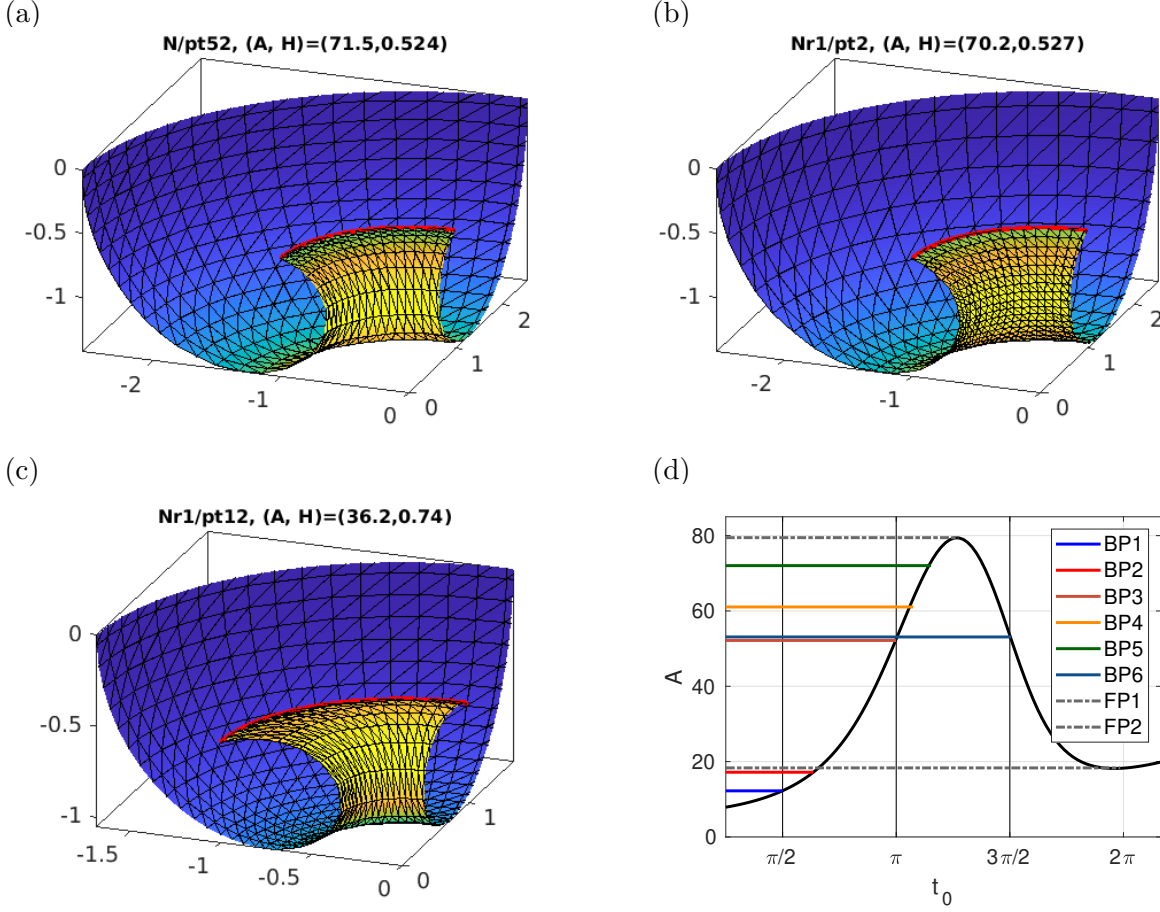 (a)
N/pt52, (A, H)=(71.5,0.524)
0
-0.5
-1
-2
-1
0
0
1
2
(b)
Nr1/pt2, (A, H)=(70.2,0.527)
0
-0.5
-1
-2
-1
0
0
1
2
(c)
Nr1/pt12, (A, H)=(36.2,0.74)
0
-0.5
-1
-1.5
-1
-0.5
0
0
1
(d)
80
60
40
20
0
A
π/2
π
3π/2
2π
t₀
BP1
BP2
BP3
BP4
BP5
BP6
FP1
FP2